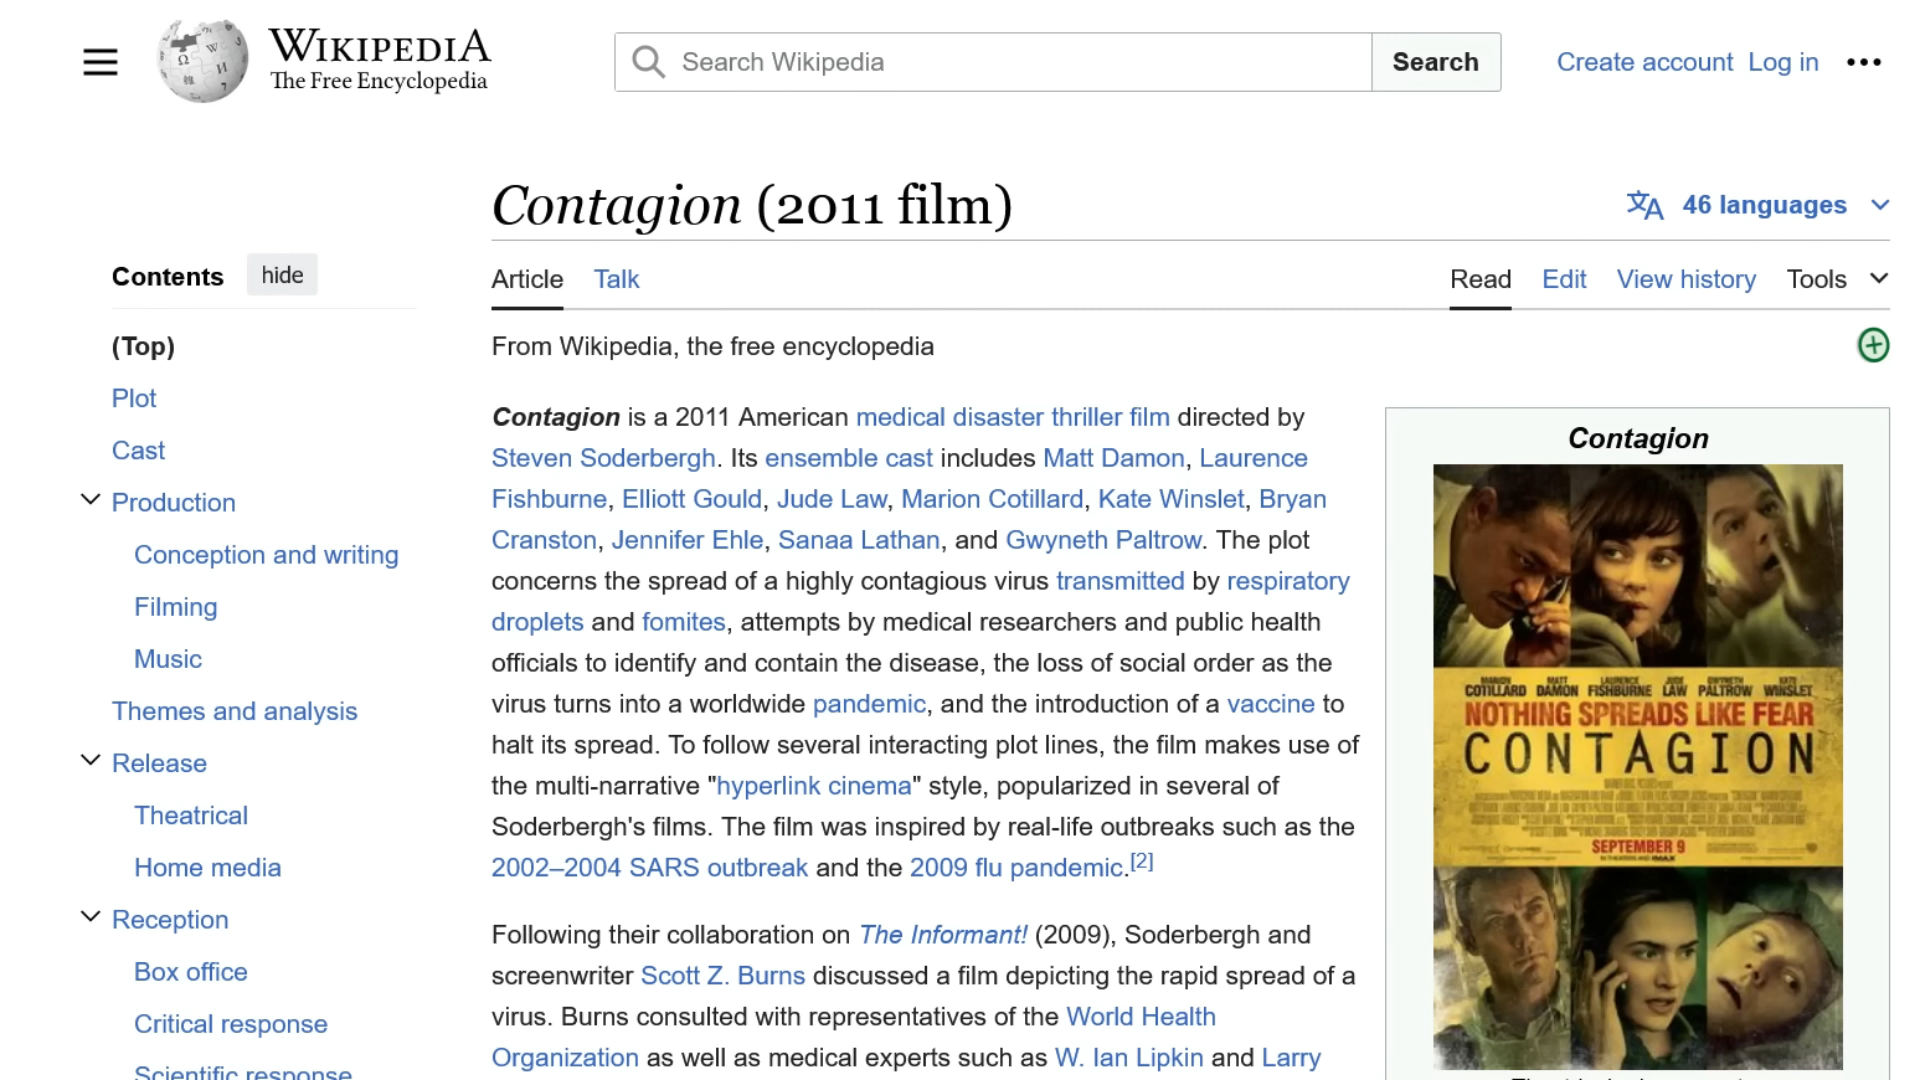 WIKIPEDIA
The Free Encyclopedia
Search Wikipedia
Search
Create account
Log in
Contagion (2011 film)
46 languages
Contents
hide
Article
Talk
Read
Edit
View history
Tools
(Top)
Plot
Cast
Production
Conception and writing
Filming
Music
Themes and analysis
Release
Theatrical
Home media
Reception
Box office
Critical response
Scientific response
From Wikipedia, the free encyclopedia
Contagion is a 2011 American medical disaster thriller film directed by
Steven Soderbergh. Its ensemble cast includes Matt Damon, Laurence
Fishburne, Elliott Gould, Jude Law, Marion Cotillard, Kate Winslet, Bryan
Cranston, Jennifer Ehle, Sanaa Lathan, and Gwyneth Paltrow. The plot
concerns the spread of a highly contagious virus transmitted by respiratory
droplets and fomites, attempts by medical researchers and public health
officials to identify and contain the disease, the loss of social order as the
virus turns into a worldwide pandemic, and the introduction of a vaccine to
halt its spread. To follow several interacting plot lines, the film makes use of
the multi-narrative "hyperlink cinema" style, popularized in several of
Soderbergh's films. The film was inspired by real-life outbreaks such as the
2002–2004 SARS outbreak and the 2009 flu pandemic.[2]
Following their collaboration on The Informant! (2009), Soderbergh and
screenwriter Scott Z. Burns discussed a film depicting the rapid spread of a
virus. Burns consulted with representatives of the World Health
Organization as well as medical experts such as W. Ian Lipkin and Larry
Contagion
MARION COTILLARD MATT DAMON LAURENCE FISHBURNE JUDE LAW GWYNETH PALTROW KATE WINSLET
NOTHING SPREADS LIKE FEAR
CONTAGION
SEPTEMBER 9